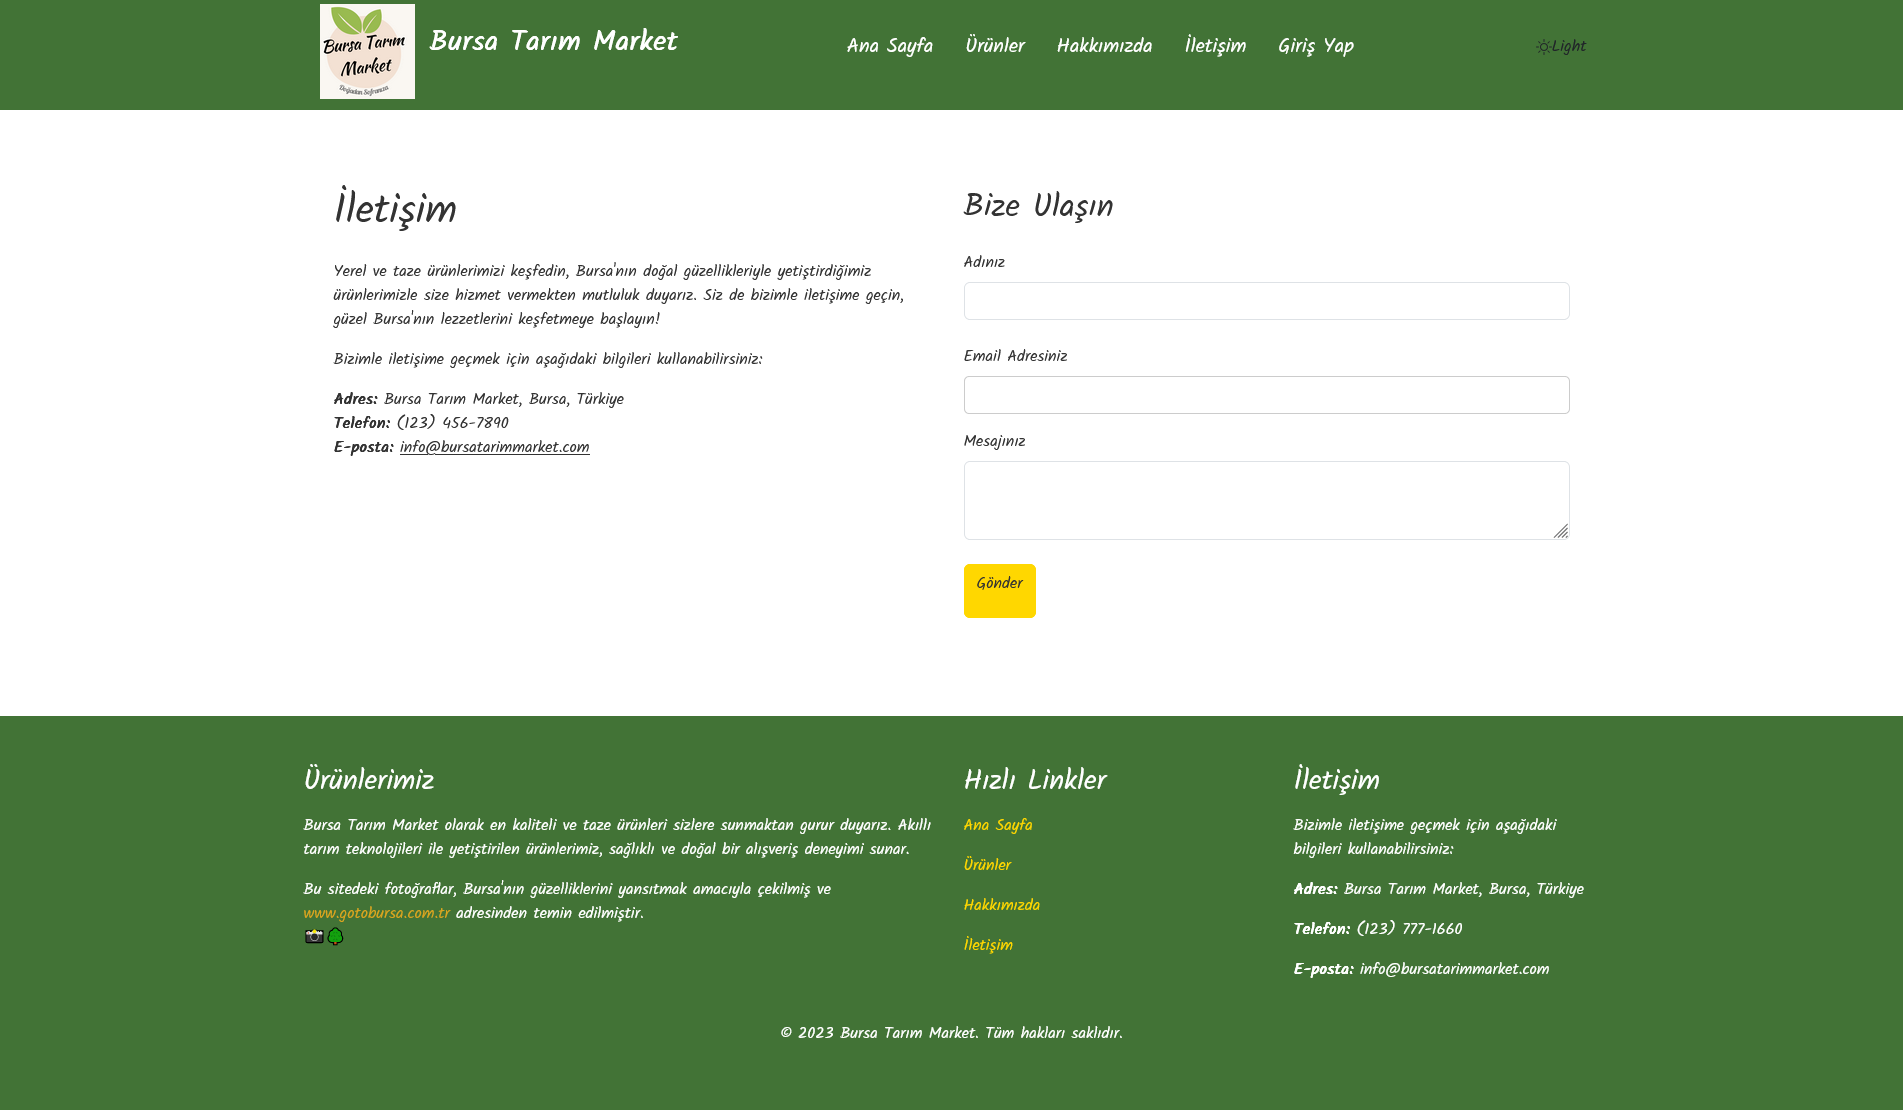 Bursa Tarım
Market
Doğadan Sofranıza
Bursa Tarım Market
Ana Sayfa
Ürünler
Hakkımızda
İletişim
Giriş Yap
Light
İletişim
Yerel ve taze ürünlerimizi keşfedin, Bursa'nın doğal güzellikleriyle yetiştirdiğimiz
ürünlerimizle size hizmet vermekten mutluluk duyarız. Siz de bizimle iletişime geçin,
güzel Bursa'nın lezzetlerini keşfetmeye başlayın!
Bizimle iletişime geçmek için aşağıdaki bilgileri kullanabilirsiniz:
Adres: Bursa Tarım Market, Bursa, Türkiye
Telefon: (123) 456-7890
E-posta: info@bursatarimmarket.com
Bize Ulaşın
Adınız
Email Adresiniz
Mesajınız
Gönder
Ürünlerimiz
Bursa Tarım Market olarak en kaliteli ve taze ürünleri sizlere sunmaktan gurur duyarız. Akıllı
tarım teknolojileri ile yetiştirilen ürünlerimiz, sağlıklı ve doğal bir alışveriş deneyimi sunar.
Bu sitedeki fotoğraflar, Bursa'nın güzelliklerini yansıtmak amacıyla çekilmiş ve
www.gotobursa.com.tr adresinden temin edilmiştir.
Hızlı Linkler
Ana Sayfa
Ürünler
Hakkımızda
İletişim
İletişim
Bizimle iletişime geçmek için aşağıdaki
bilgileri kullanabilirsiniz:
Adres: Bursa Tarım Market, Bursa, Türkiye
Telefon: (123) 777-1660
E-posta: info@bursatarimmarket.com
© 2023 Bursa Tarım Market. Tüm hakları saklıdır.